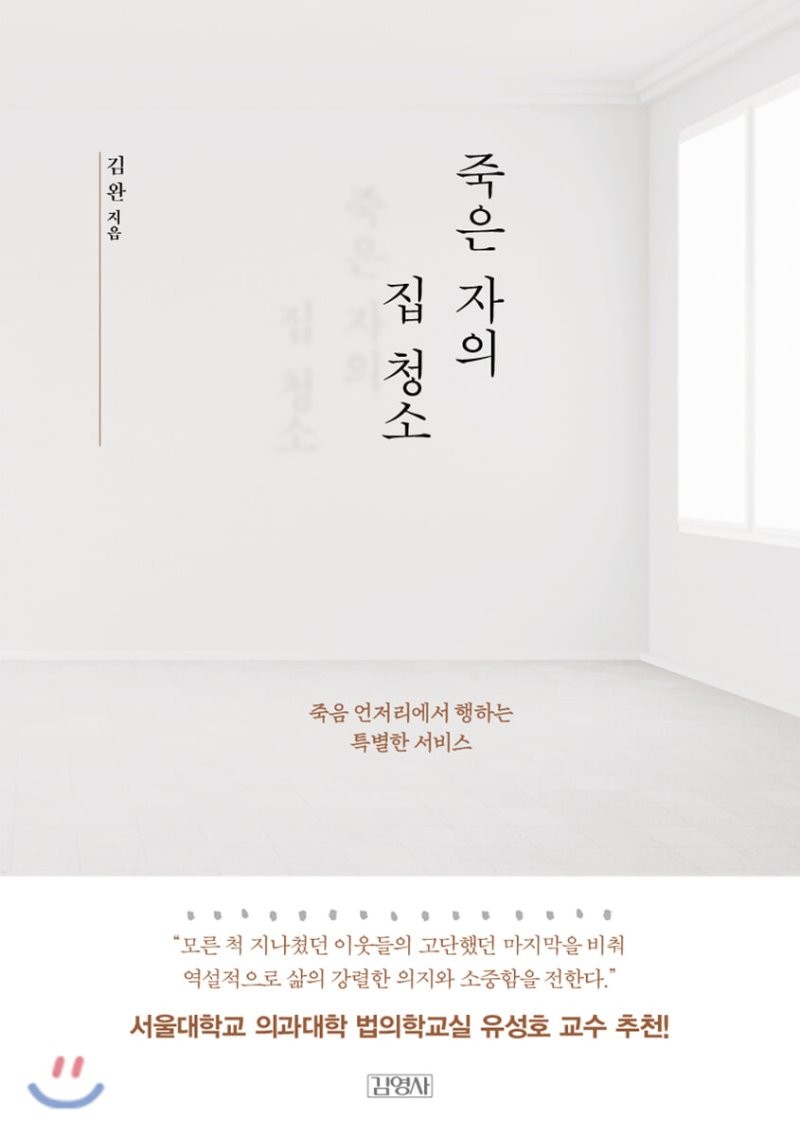 죽은 자의
집 청소
김완 지음
죽음 언저리에서 행하는
특별한 서비스
“모른 척 지나쳤던 이웃들의 고단했던 마지막을 비춰
역설적으로 삶의 강렬한 의지와 소중함을 전한다.”
서울대학교 의과대학 법의학교실 유성호 교수 추천!
김영사